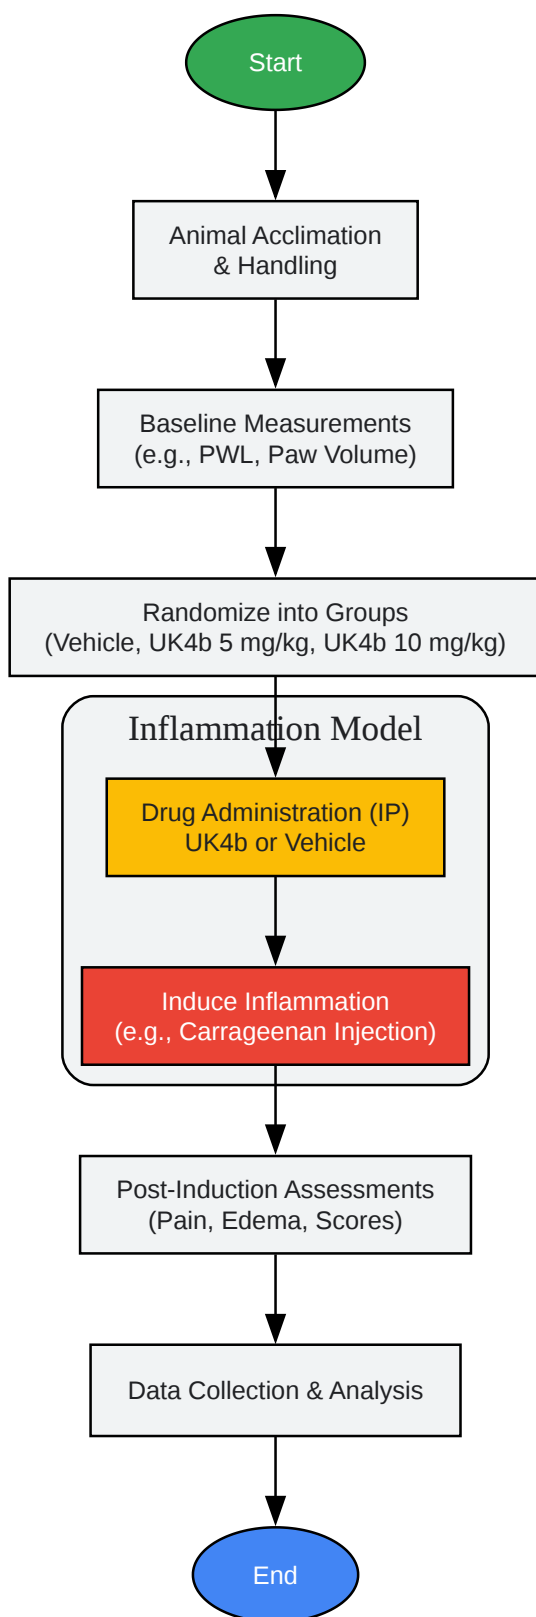 Start
Animal Acclimation
& Handling
Baseline Measurements
(e.g., PWL, Paw Volume)
Randomize into Groups
(Vehicle, UK4b 5 mg/kg, UK4b 10 mg/kg)
Inflammation Model
Drug Administration (IP)
UK4b or Vehicle
Induce Inflammation
(e.g., Carrageenan Injection)
Post-Induction Assessments
(Pain, Edema, Scores)
Data Collection & Analysis
End